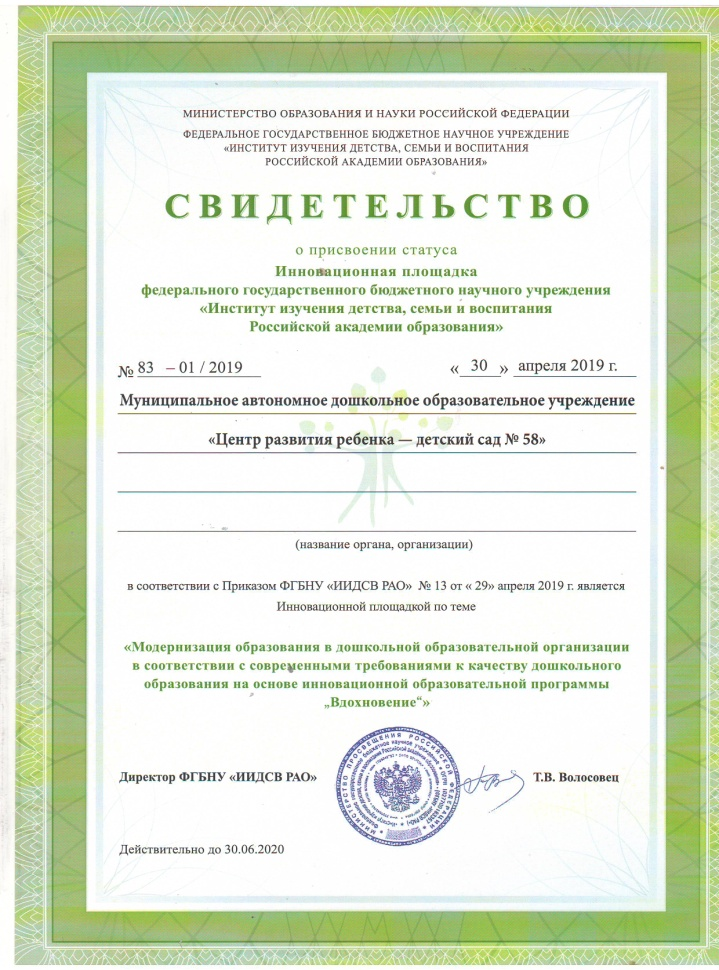 МИНИСТЕРСТВО ОБРАЗОВАНИЯ И НАУКИ РОССИЙСКОЙ ФЕДЕРАЦИИ
ФЕДЕРАЛЬНОЕ ГОСУДАРСТВЕННОЕ БЮДЖЕТНОЕ НАУЧНОЕ УЧРЕЖДЕНИЕ
«ИНСТИТУТ ИЗУЧЕНИЯ ДЕТСТВА, СЕМЬИ И ВОСПИТАНИЯ
РОССИЙСКОЙ АКАДЕМИИ ОБРАЗОВАНИЯ»
СВИДЕТЕЛЬСТВО
о присвоении статуса
Инновационная площадка
федерального государственного бюджетного научного учреждения
«Институт изучения детства, семьи и воспитания
Российской академии образования»
№ 83 – 01 / 2019 « 30 » апреля 2019 г.
Муниципальное автономное дошкольное образовательное учреждение
«Центр развития ребенка — детский сад № 58»
(название органа, организации)
в соответствии с Приказом ФГБНУ «ИИДСВ РАО» № 13 от « 29» апреля 2019 г. является
Инновационной площадкой по теме
«Модернизация образования в дошкольной образовательной организации
в соответствии с современными требованиями к качеству дошкольного
образования на основе инновационной образовательной программы
„Вдохновение“»
МИНИСТЕРСТВО ПРОСВЕЩЕНИЯ РОССИЙСКОЙ ФЕДЕРАЦИИ
Директор ФГБНУ «ИИДСВ РАО» Т.В. Волосовец
Действительно до 30.06.2020